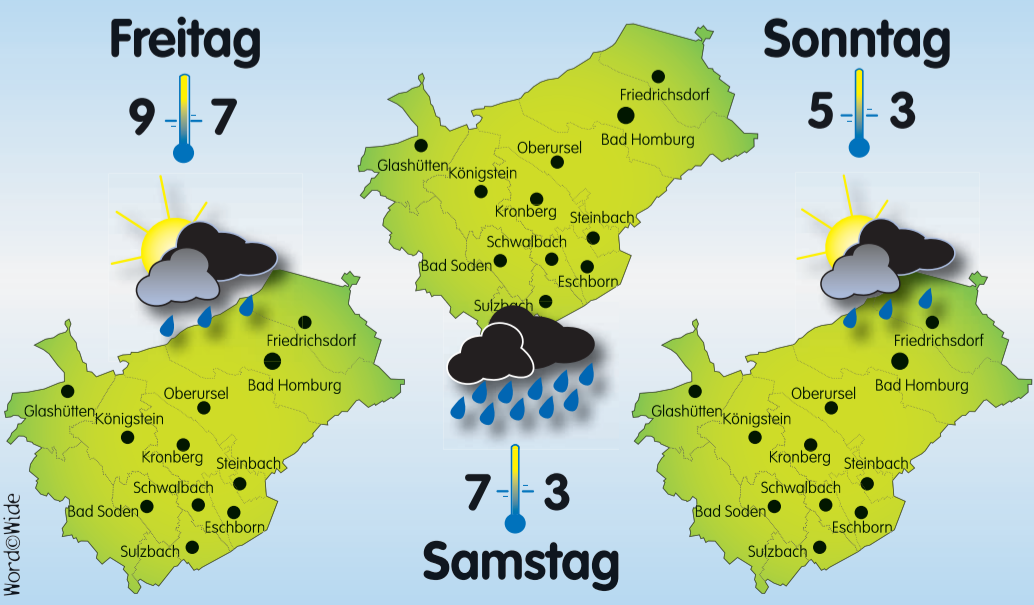 Freitag
9 7
Friedrichsdorf
Bad Homburg
Oberursel
Glashütten
Königstein
Kronberg
Steinbach
Schwalbach
Bad Soden
Eschborn
Sulzbach
Friedrichsdorf
Bad Homburg
Oberursel
Glashütten
Königstein
Kronberg
Steinbach
Schwalbach
Bad Soden
Eschborn
Sulzbach
7 3
Samstag
Sonntag
5 3
Friedrichsdorf
Bad Homburg
Oberursel
Glashütten
Königstein
Kronberg
Steinbach
Schwalbach
Bad Soden
Eschborn
Sulzbach
Word©Wide